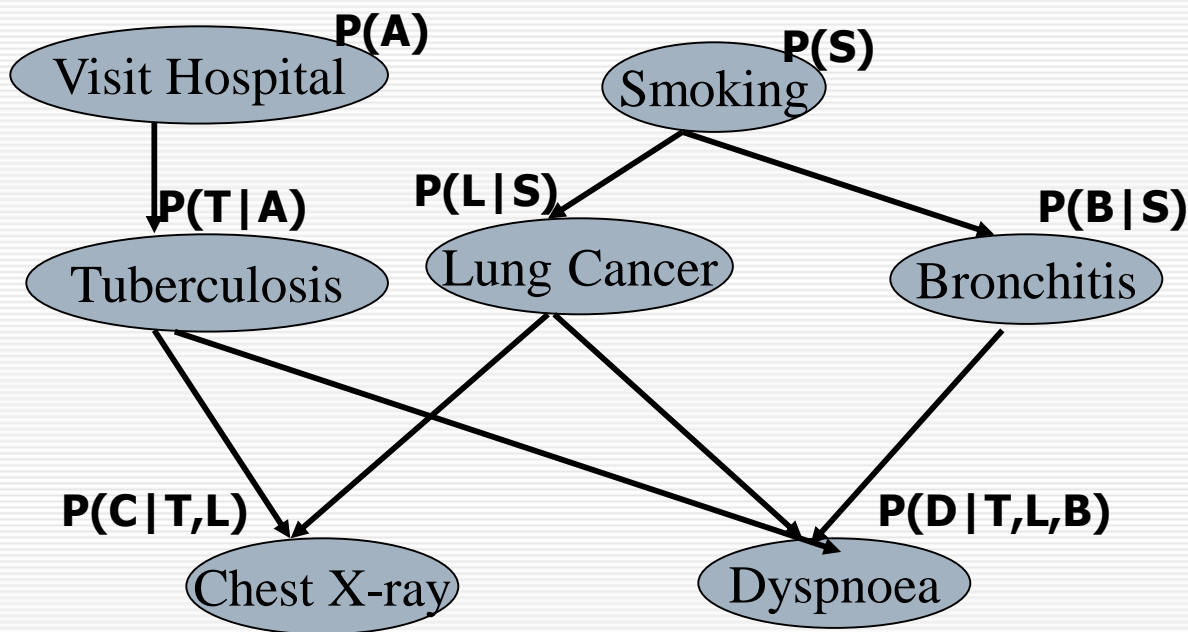 P(A)
Visit Hospital
P(S)
Smoking
P(T|A)
Tuberculosis
P(L|S)
Lung Cancer
P(B|S)
Bronchitis
P(C|T,L)
Chest X-ray
P(D|T,L,B)
Dyspnoea